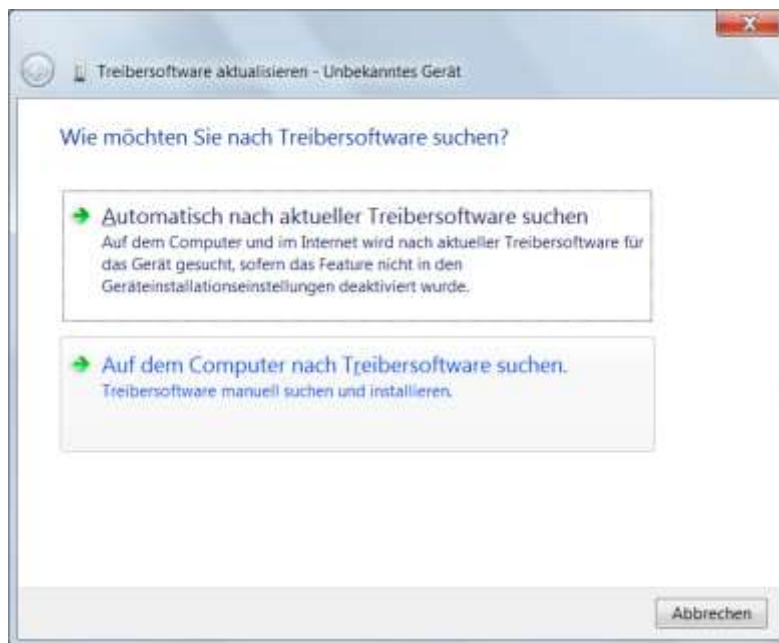 Treibersoftware aktualisieren - Unbekanntes Gerät
Wie möchten Sie nach Treibersoftware suchen?
Automatisch nach aktueller Treibersoftware suchen
Auf dem Computer und im Internet wird nach aktueller Treibersoftware für
das Gerät gesucht, sofern das Feature nicht in den
Geräteinstallationseinstellungen deaktiviert wurde.
Auf dem Computer nach Treibersoftware suchen.
Treibersoftware manuell suchen und installieren.
Abbrechen